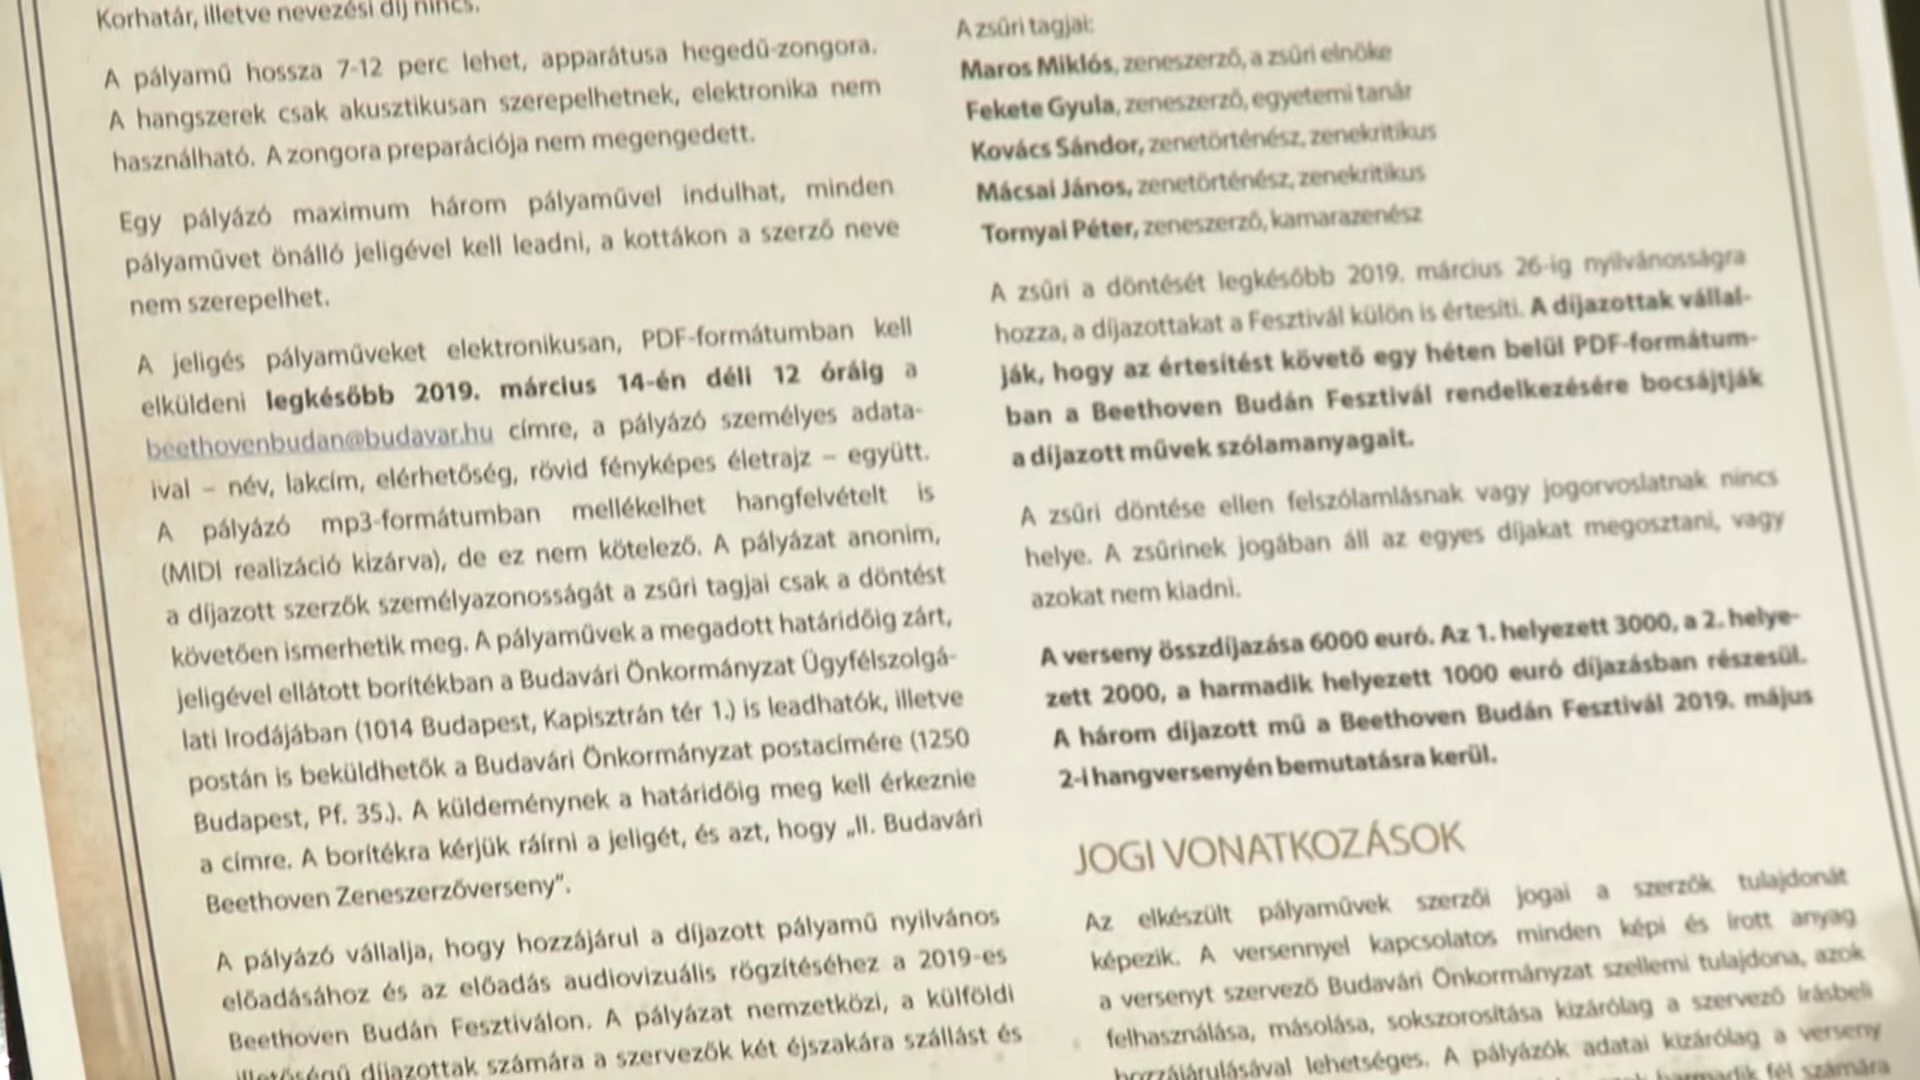 Korhatár, illetve nevezési díj nincs.
A pályamű hossza 7-12 perc lehet, apparátusa hegedű-zongora.
A hangszerek csak akusztikusan szerepelhetnek, elektronika nem
használható. A zongora preparációja nem megengedett.
Egy pályázó maximum három pályaművel indulhat, minden
pályaművet önálló jeligével kell leadni, a kottákon a szerző neve
nem szerepelhet.
A jeligés pályaműveket elektronikusan, PDF-formátumban kell
elküldeni legkésőbb 2019. március 14-én déli 12 óráig a
beethovenbudan@budavar.hu címre, a pályázó személyes adata-
ival – név, lakcím, elérhetőség, rövid fényképes életrajz – együtt.
A pályázó mp3-formátumban mellékelhet hangfelvételt is
(MIDI realizáció kizárva), de ez nem kötelező. A pályázat anonim,
a díjazott szerzők személyazonosságát a zsűri tagjai csak a döntést
követően ismerhetik meg. A pályaművek a megadott határidőig zárt,
jeligével ellátott borítékban a Budavári Önkormányzat Ügyfélszolgá-
lati Irodájában (1014 Budapest, Kapisztrán tér 1.) is leadhatók, illetve
postán is beküldhetők a Budavári Önkormányzat postacímére (1250
Budapest, Pf. 35.). A küldeménynek a határidőig meg kell érkeznie
a címre. A borítékra kérjük ráírni a jeligét, és azt, hogy „II. Budavári
Beethoven Zeneszerzőverseny”.
A pályázó vállalja, hogy hozzájárul a díjazott pályamű nyilvános
előadásához és az előadás audiovizuális rögzítéséhez a 2019-es
Beethoven Budán Fesztiválon. A pályázat nemzetközi, a külföldi
illetőségű díjazottak számára a szervezők két éjszakára szállást és
A zsűri tagjai:
Maros Miklós, zeneszerző, a zsűri elnöke
Fekete Gyula, zeneszerző, egyetemi tanár
Kovács Sándor, zenetörténész, zenekritikus
Mácsai János, zenetörténész, zenekritikus
Tornyai Péter, zeneszerző, kamarazenész
A zsűri a döntését legkésőbb 2019. március 26-ig nyilvánosságra
hozza, a díjazottakat a Fesztivál külön is értesíti. A díjazottak vállal-
ják, hogy az értesítést követő egy héten belül PDF-formátum-
ban a Beethoven Budán Fesztivál rendelkezésére bocsájtják
a díjazott művek szólamanyagait.
A zsűri döntése ellen felszólamlásnak vagy jogorvoslatnak nincs
helye. A zsűrinek jogában áll az egyes díjakat megosztani, vagy
azokat nem kiadni.
A verseny összdíjazása 6000 euró. Az 1. helyezett 3000, a 2. helye-
zett 2000, a harmadik helyezett 1000 euró díjazásban részesül.
A három díjazott mű a Beethoven Budán Fesztivál 2019. május
2-i hangversenyén bemutatásra kerül.
JOGI VONATKOZÁSOK
Az elkészült pályaművek szerzői jogai a szerzők tulajdonát
képezik. A versennyel kapcsolatos minden képi és írott anyag
a versenyt szervező Budavári Önkormányzat szellemi tulajdona, azok
felhasználása, másolása, sokszorosítása kizárólag a szervező írásbeli
hozzájárulásával lehetséges. A pályázók adatai kizárólag a verseny
harmadik fél számára